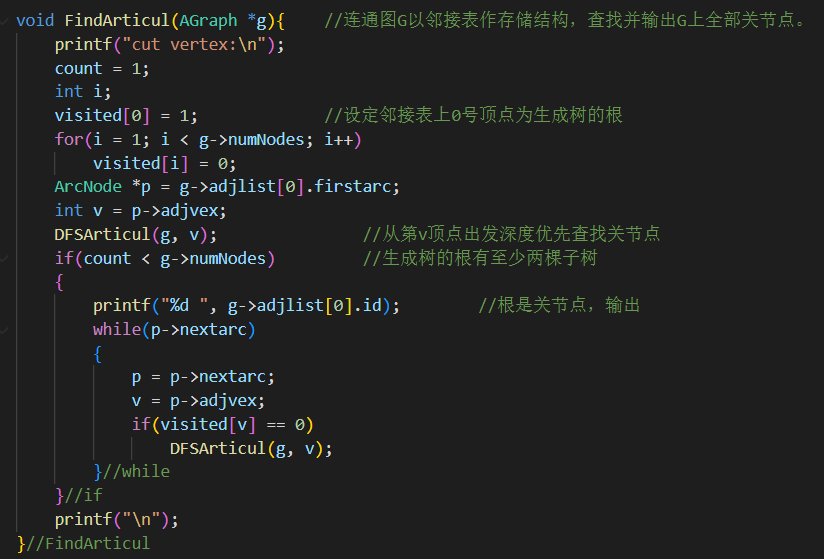 void FindArticul(AGraph *g){    //连通图G以邻接表作存储结构，查找并输出G上全部关节点。
    printf("cut vertex:\n");
    count = 1;
    int i;
    visited[0] = 1;             //设定邻接表上0号顶点为生成树的根
    for(i = 1; i < g->numNodes; i++)
        visited[i] = 0;
    ArcNode *p = g->adjlist[0].firstarc;
    int v = p->adjvex;
    DFSArticul(g, v);               //从第v顶点出发深度优先查找关节点
    if(count < g->numNodes)         //生成树的根有至少两棵子树
    {
        printf("%d ", g->adjlist[0].id);        //根是关节点，输出
        while(p->nextarc)
        {
            p = p->nextarc;
            v = p->adjvex;
            if(visited[v] == 0)
                DFSArticul(g, v);
        }//while
    }//if
    printf("\n");
}//FindArticul